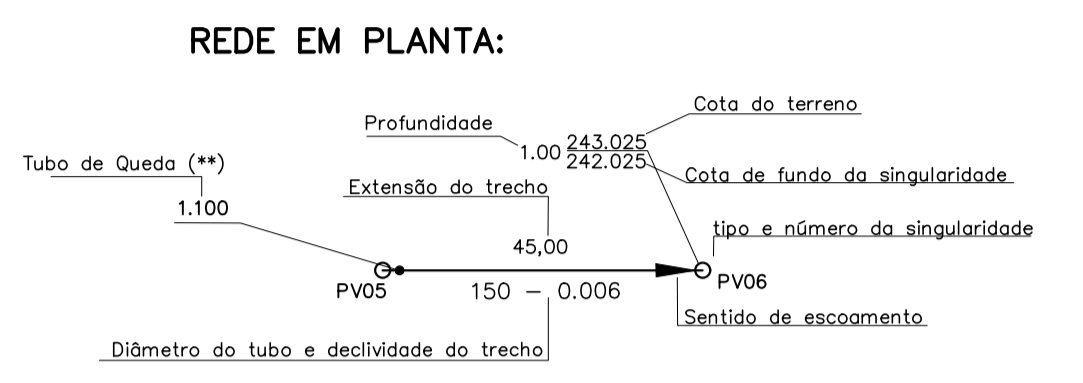 REDE EM PLANTA:
Cota do terreno
Profundidade
1.00
243.025
242.025
Tubo de Queda (**)
Cota de fundo da singularidade
Extensão do trecho
1.100
tipo e número da singularidade
45,00
PV05
150 – 0.006
PV06
Sentido de escoamento
Diâmetro do tubo e declividade do trecho